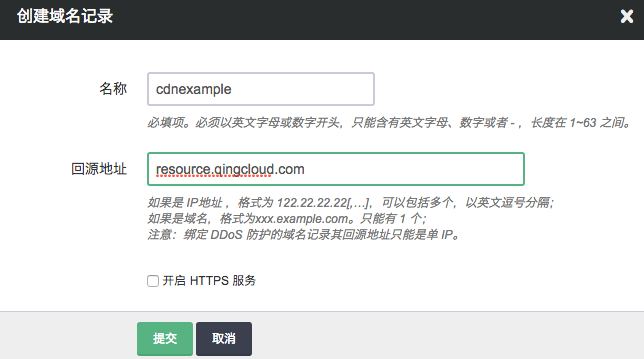 创建域名记录
名称 cdnexample
必填项。必须以英文字母或数字开头，只能含有英文字母、数字或者 - ，长度在 1~63 之间。
回源地址 resource.qingcloud.com
如果是 IP地址 ，格式为 122.22.22.22[,...]，可以包括多个，以英文逗号分隔；
如果是域名，格式为xxx.example.com。只能有 1 个；
注意：绑定 DDoS 防护的域名记录其回源地址只能是单 IP。
开启 HTTPS 服务
提交 取消